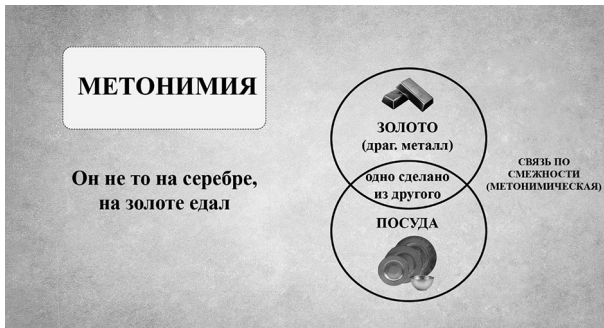 МЕТОНИМИЯ
Он не то на серебре,
на золоте едал
ЗОЛОТО
(драг. металл)
одно сделано
из другого
ПОСУДА
СВЯЗЬ ПО
СМЕЖНОСТИ
(МЕТОНИМИЧЕСКАЯ)